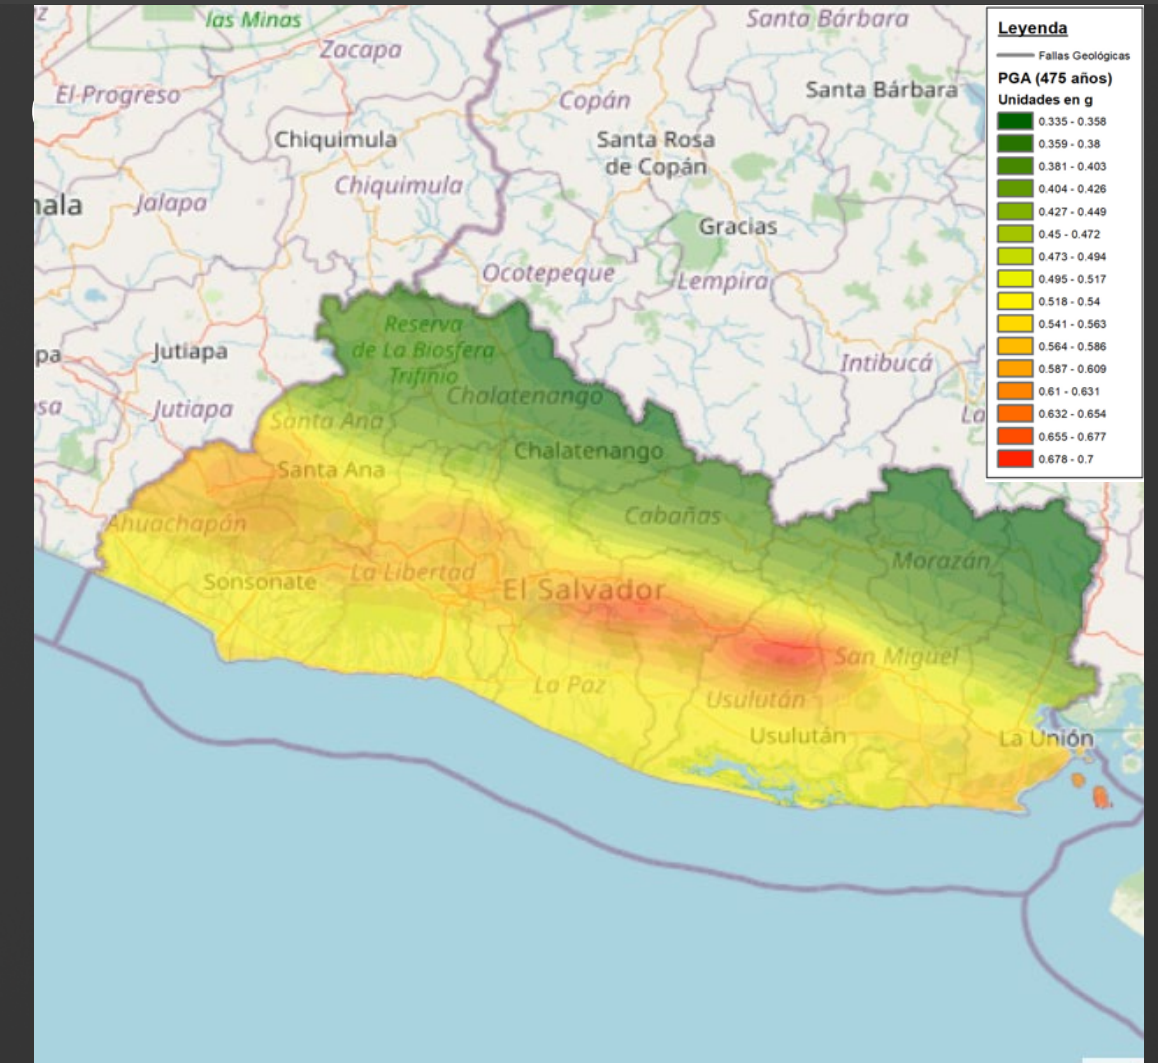 las Minas
Santa Bárbara
Zacapa
El Progreso
Copán
Santa Bárbara
Chiquimula
Santa Rosa
de Copán
Chiquimula
Jalapa
Gracias
Ocotepeque
Lempira
Reserva
de La Biosfera
Trifinio
Jutiapa
Intibucá
Chalatenango
Jutiapa
Santa Ana
La
Chalatenango
Santa Ana
Cabañas
Ahuachapán
Morazán
La Libertad
Sonsonate
El Salvador
San Miguel
La Paz
Usulután
Usulután
La Unión
Leyenda
Fallas Geológicas
PGA (475 años)
Unidades en g
0.335 - 0.358
0.359 - 0.38
0.381 - 0.403
0.404 - 0.426
0.427 - 0.449
0.45 - 0.472
0.473 - 0.494
0.495 - 0.517
0.518 - 0.54
0.541 - 0.563
0.564 - 0.586
0.587 - 0.609
0.61 - 0.631
0.632 - 0.654
0.655 - 0.677
0.678 - 0.7